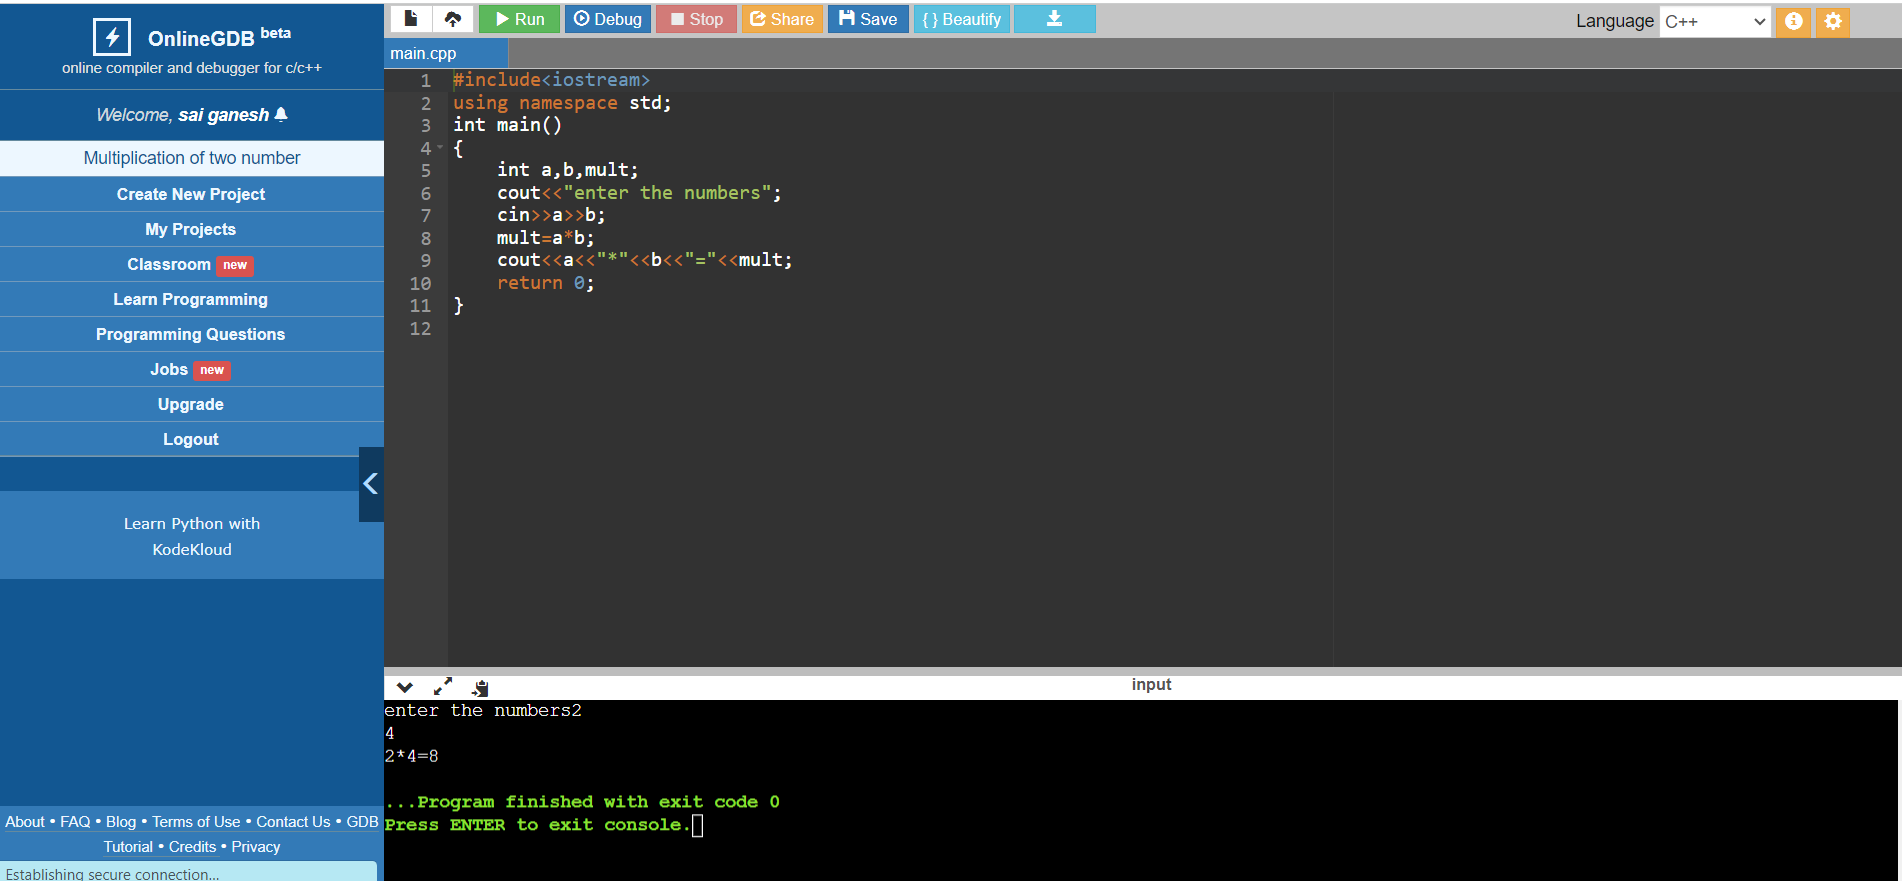 OnlineGDB beta
online compiler and debugger for c/c++
Welcome, sai ganesh
Multiplication of two number
Create New Project
My Projects
Classroom new
Learn Programming
Programming Questions
Jobs new
Upgrade
Logout
Learn Python with
KodeKloud
About • FAQ • Blog • Terms of Use • Contact Us • GDB
Tutorial • Credits • Privacy
Establishing secure connection...
Run Debug Stop Share Save { } Beautify
Language C++
main.cpp
1 #include<iostream>
2 using namespace std;
3 int main()
4 {
5     int a,b,mult;
6     cout<<"enter the numbers";
7     cin>>a>>b;
8     mult=a*b;
9     cout<<a<<"*"<<b<<"="<<mult;
10     return 0;
11 }
12
input
enter the numbers2
4
2*4=8
...Program finished with exit code 0
Press ENTER to exit console.